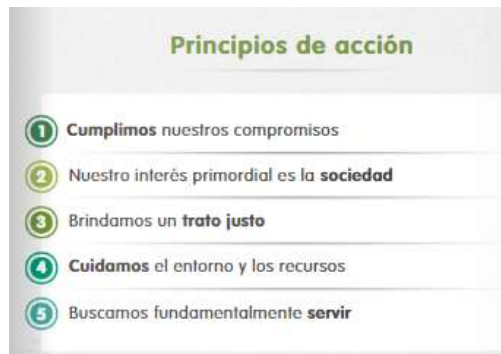 Principios de acción
1 Cumplimos nuestros compromisos
2 Nuestro interés primordial es la sociedad
3 Brindamos un trato justo
4 Cuidamos el entorno y los recursos
5 Buscamos fundamentalmente servir